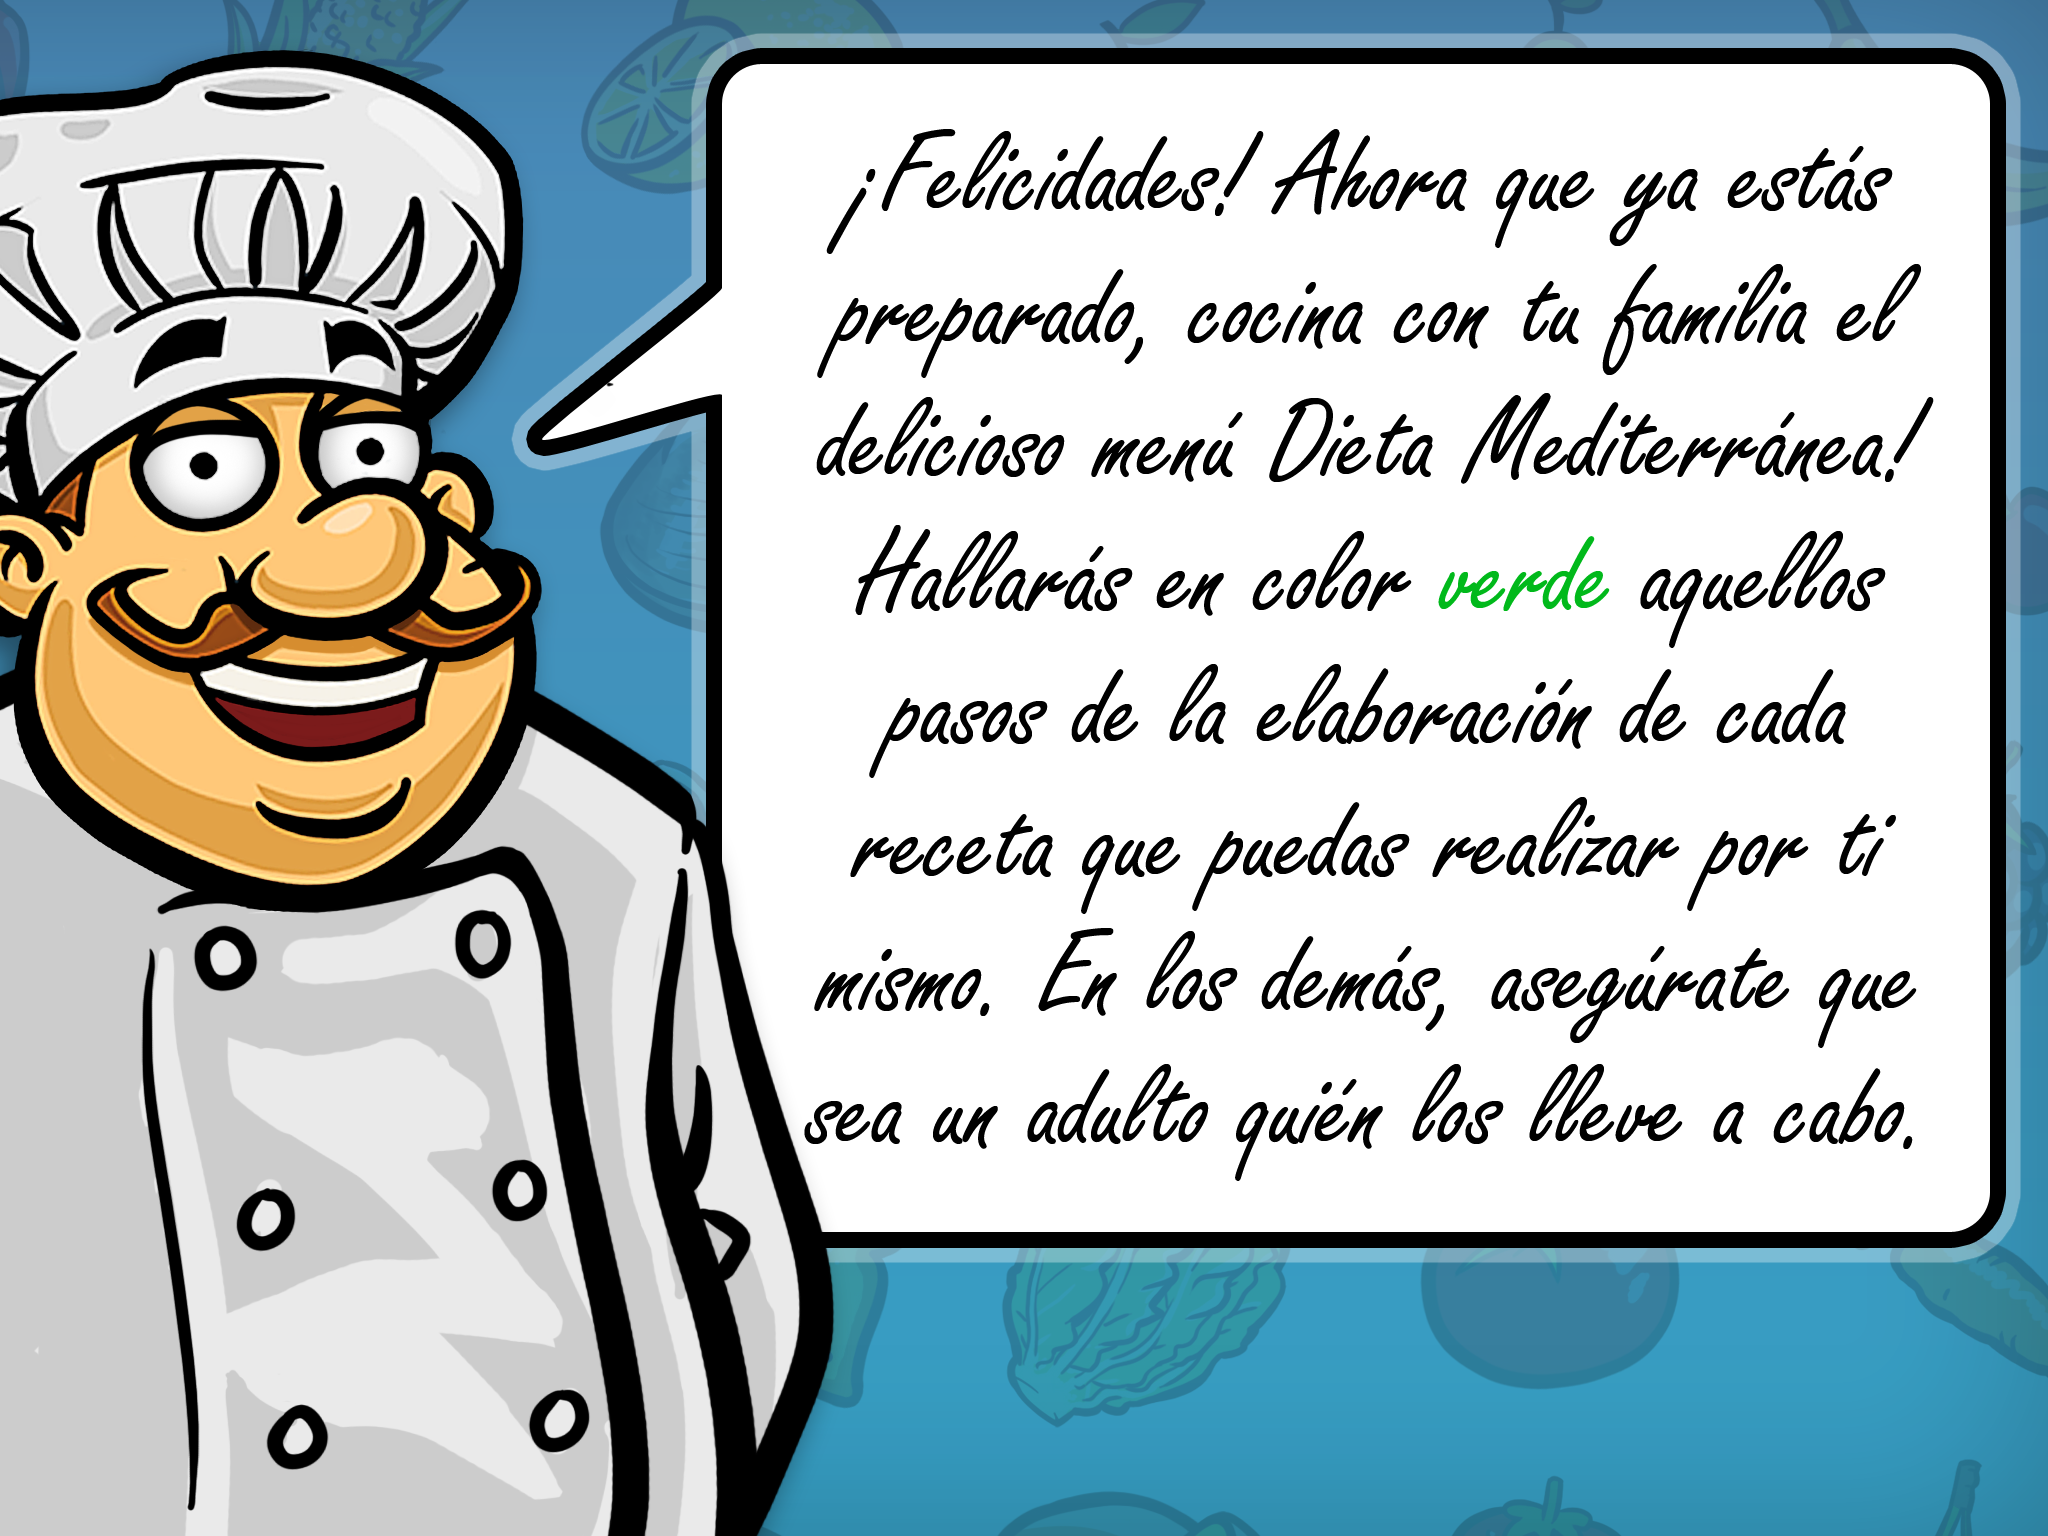 ¡Felicidades! Ahora que ya estás
preparado, cocina con tu familia el
delicioso menú Dieta Mediterránea!
Hallarás en color verde aquellos
pasos de la elaboración de cada
receta que puedas realizar por ti
mismo. En los demás, asegúrate que
sea un adulto quién los lleve a cabo.